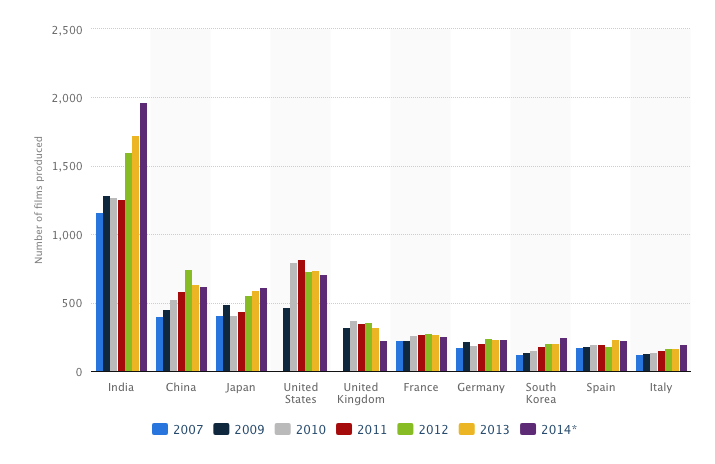 2,500
2,000
1,500
1,000
500
0
Number of films produced
India China Japan United States United Kingdom France Germany South Korea Spain Italy
2007 2009 2010 2011 2012 2013 2014*